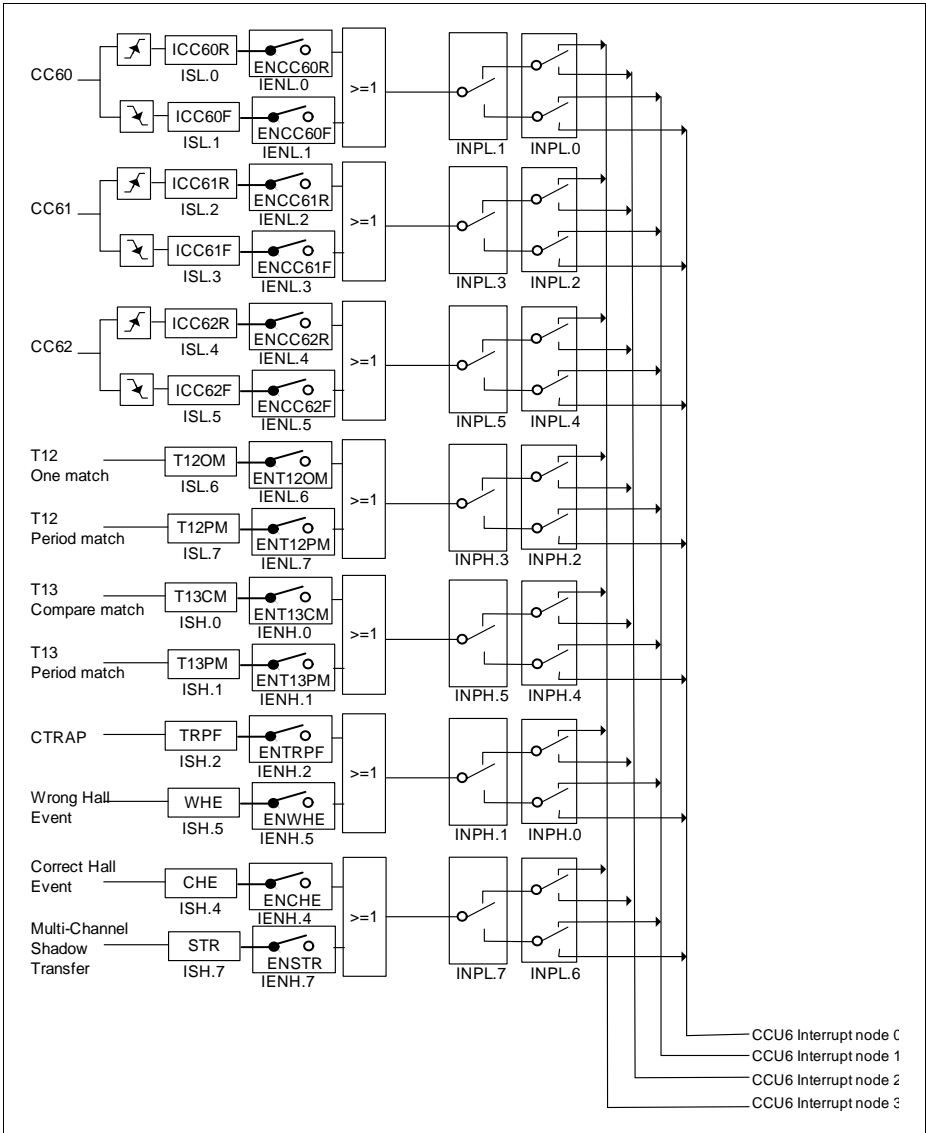 CC60
ICC60R
ISL.0
ENCC60R
IENL.0
ICC60F
ISL.1
ENCC60F
IENL.1
>=1
INPL.1
INPL.0
CC61
ICC61R
ISL.2
ENCC61R
IENL.2
ICC61F
ISL.3
ENCC61F
IENL.3
>=1
INPL.3
INPL.2
CC62
ICC62R
ISL.4
ENCC62R
IENL.4
ICC62F
ISL.5
ENCC62F
IENL.5
>=1
INPL.5
INPL.4
T12
One match
T12OM
ISL.6
ENT12OM
IENL.6
T12
Period match
T12PM
ISL.7
ENT12PM
IENL.7
>=1
INPH.3
INPH.2
T13
Compare match
T13CM
ISH.0
ENT13CM
IENH.0
T13
Period match
T13PM
ISH.1
ENT13PM
IENH.1
>=1
INPH.5
INPH.4
CTRAP
TRPF
ISH.2
ENTRPF
IENH.2
Wrong Hall
Event
WHE
ISH.5
ENWHE
IENH.5
>=1
INPH.1
INPH.0
Correct Hall
Event
CHE
ISH.4
ENCHE
IENH.4
Multi-Channel
Shadow
Transfer
STR
ISH.7
ENSTR
IENH.7
>=1
INPL.7
INPL.6
CCU6 Interrupt node 0
CCU6 Interrupt node 1
CCU6 Interrupt node 2
CCU6 Interrupt node 3